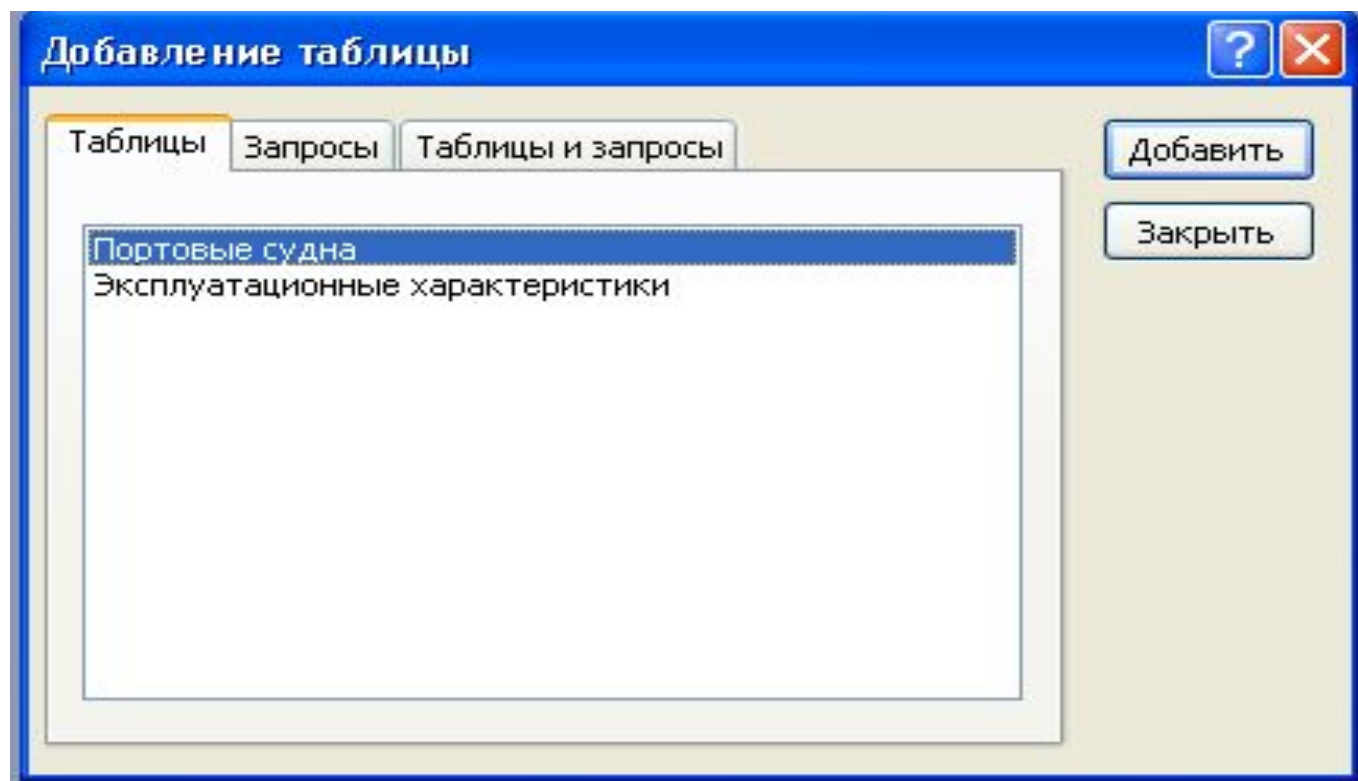 Добавление таблицы
Таблицы Запросы Таблицы и запросы
Добавить
Закрыть
Портовые судна
Эксплуатационные характеристики